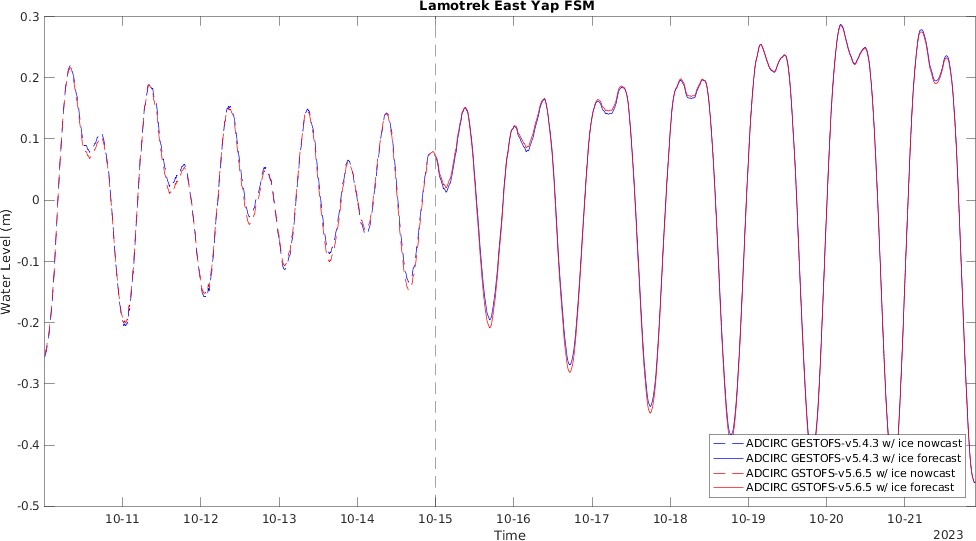 Lamotrek East Yap FSM
0.3
0.2
0.1
0
-0.1
-0.2
-0.3
-0.4
-0.5
Water Level (m)
ADCIRC GESTOFS-v5.4.3 w/ ice nowcast
ADCIRC GESTOFS-v5.4.3 w/ ice forecast
ADCIRC GSTOFS-v5.6.5 w/ ice nowcast
ADCIRC GSTOFS-v5.6.5 w/ ice forecast
10-11 10-12 10-13 10-14 10-15 10-16 10-17 10-18 10-19 10-20 10-21
Time
2023